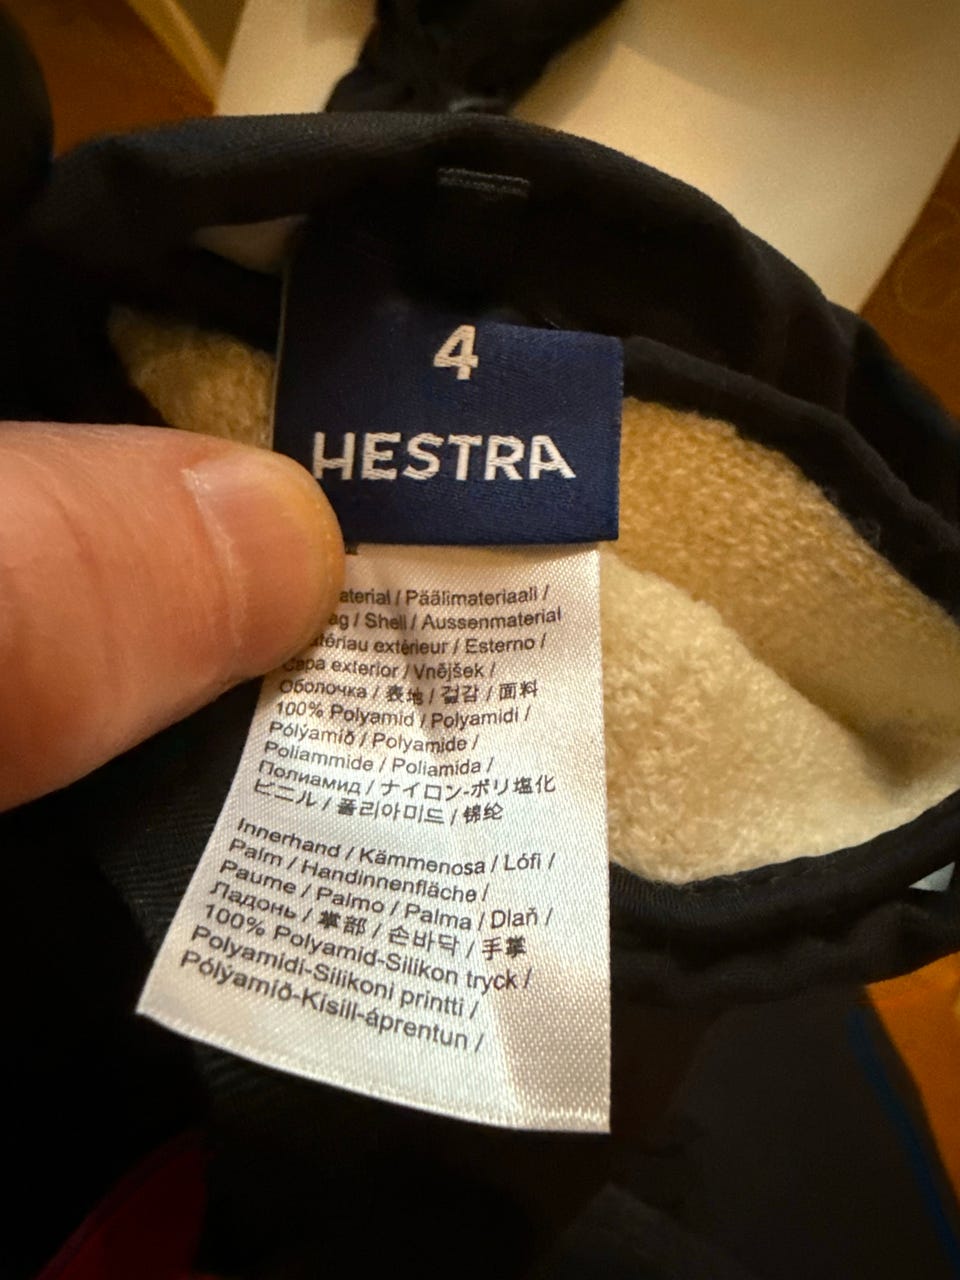 4
HESTRA
/ Päälimateriaali /
/ Shell / Aussenmaterial
extérieur / Esterno /
Capa exterior / Vnějšek /
Оболочка / 表地 / 겉감 / 面料
100% Polyamid / Polyamidi /
Pólýamíð / Polyamide /
Poliammide / Poliamida /
Полиамид / ナイロン-ポリ塩化
ビニル / 폴리아미드 / 锦纶
Innerhand / Kämmenosa / Lófi /
Palm / Handinnenfläche /
Paume / Palmo / Palma / Dlaň /
Ладонь / 掌部 / 손바닥 / 手掌
100% Polyamid-Silikon tryck /
Polyamidi-Silikoni printti /
Pólýamíð-Kísill-áprentun /